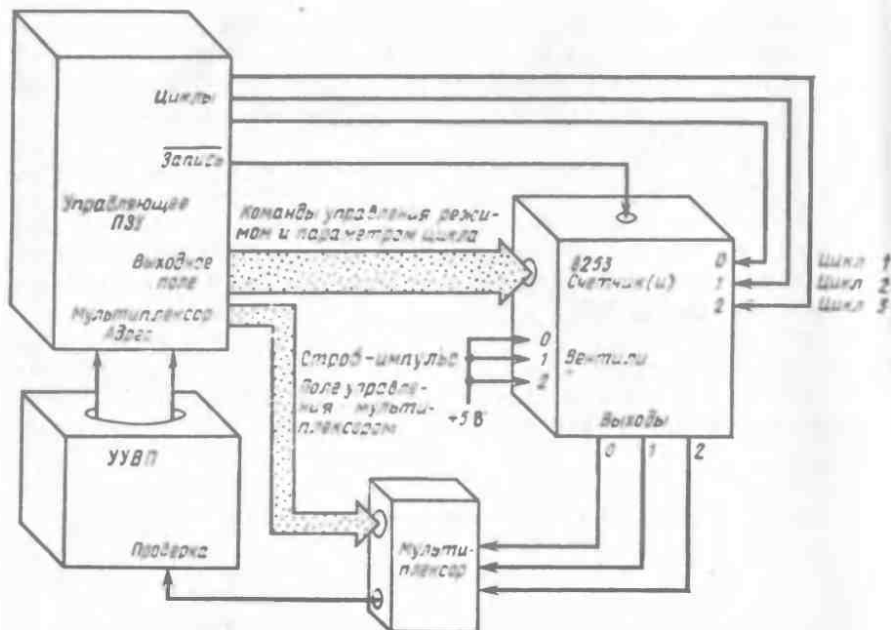 Циклы
Запись
Управляющее
ПЗУ
Команды управления режи-
мом и параметром цикла
Выходное
поле
Мультиплексор
Адрес
8253
Счетчик(и)
0
1
2
Цикл 1
Цикл 2
Цикл 3
Строб-импульс
0
1
2
Вентили
Поле управле-
ния мульти-
плексором
+5 В
Выходы
0 1 2
УУВП
Проверка
Мульти-
плексор